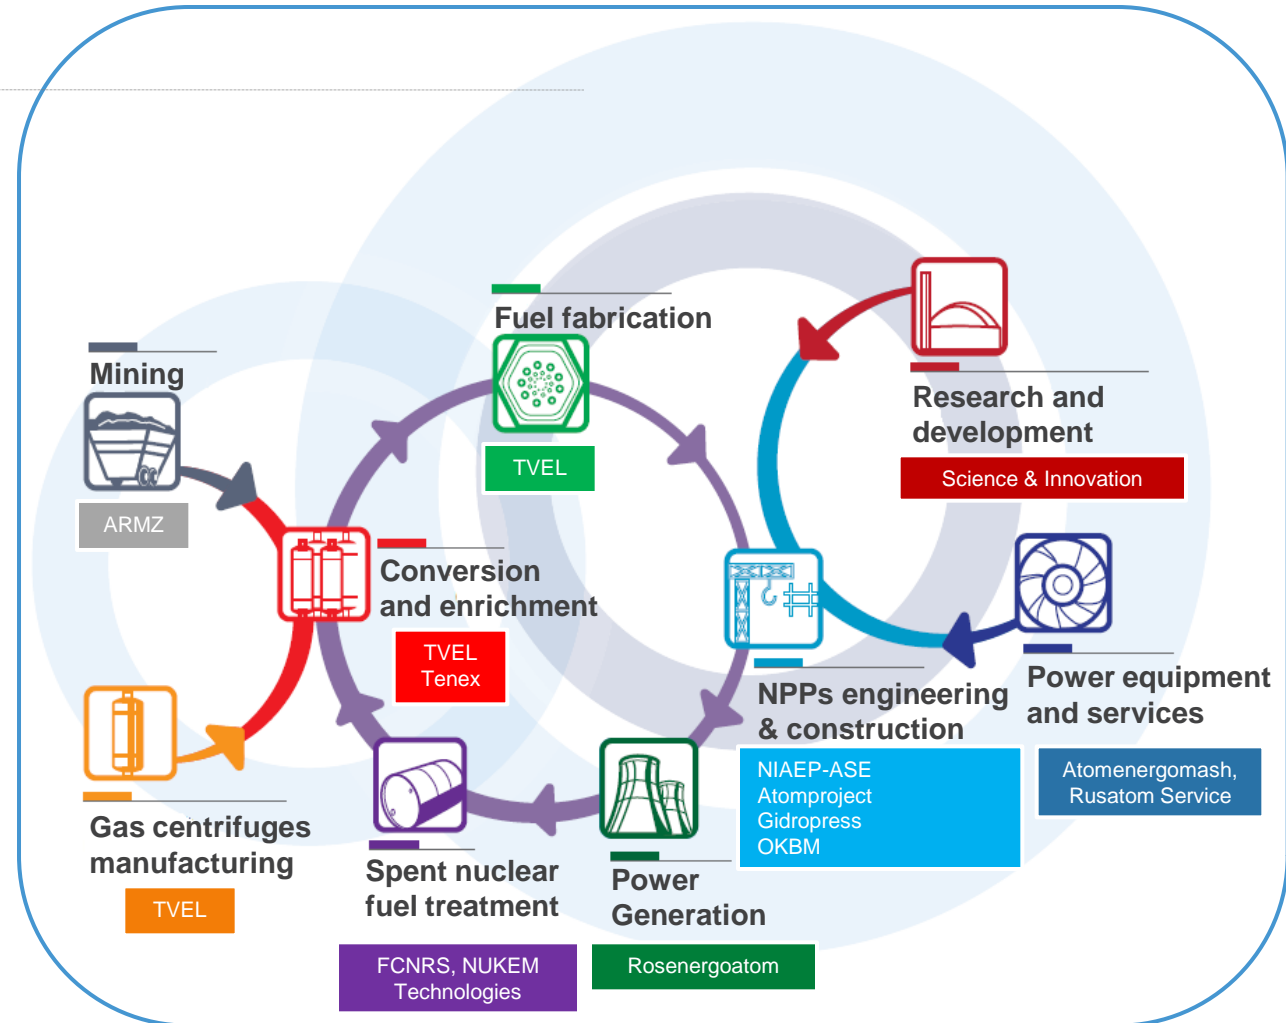 Fuel fabrication
TVEL
Mining
ARMZ
Research and
development
Science & Innovation
Conversion
and enrichment
TVEL
Tenex
NPPs engineering
& construction
NIAEP-ASE
Atomproject
Gidropress
OKBM
Power equipment
and services
Atomenergomash,
Rusatom Service
Gas centrifuges
manufacturing
TVEL
Spent nuclear
fuel treatment
FCNRS, NUKEM
Technologies
Power
Generation
Rosenergoatom